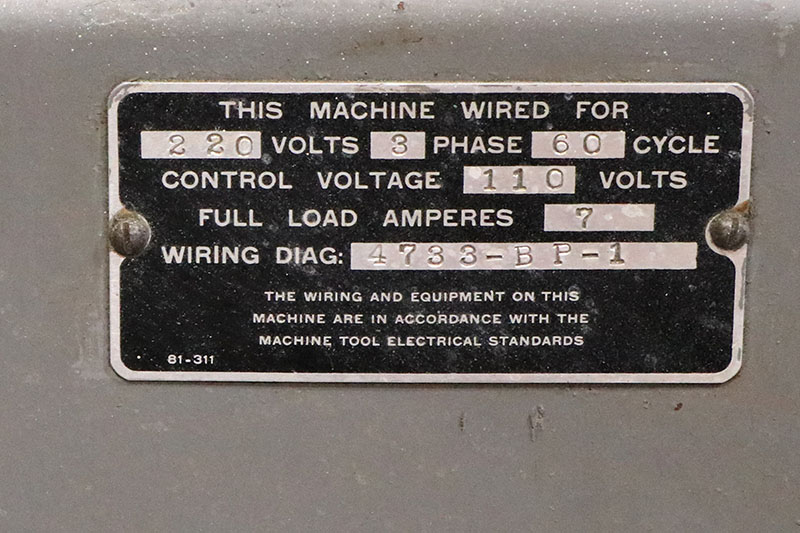 THIS MACHINE WIRED FOR
220 VOLTS 3 PHASE 60 CYCLE
CONTROL VOLTAGE 110 VOLTS
FULL LOAD AMPERES 7
WIRING DIAG: 4733-BP-1
THE WIRING AND EQUIPMENT ON THIS
MACHINE ARE IN ACCORDANCE WITH THE
MACHINE TOOL ELECTRICAL STANDARDS
81-311